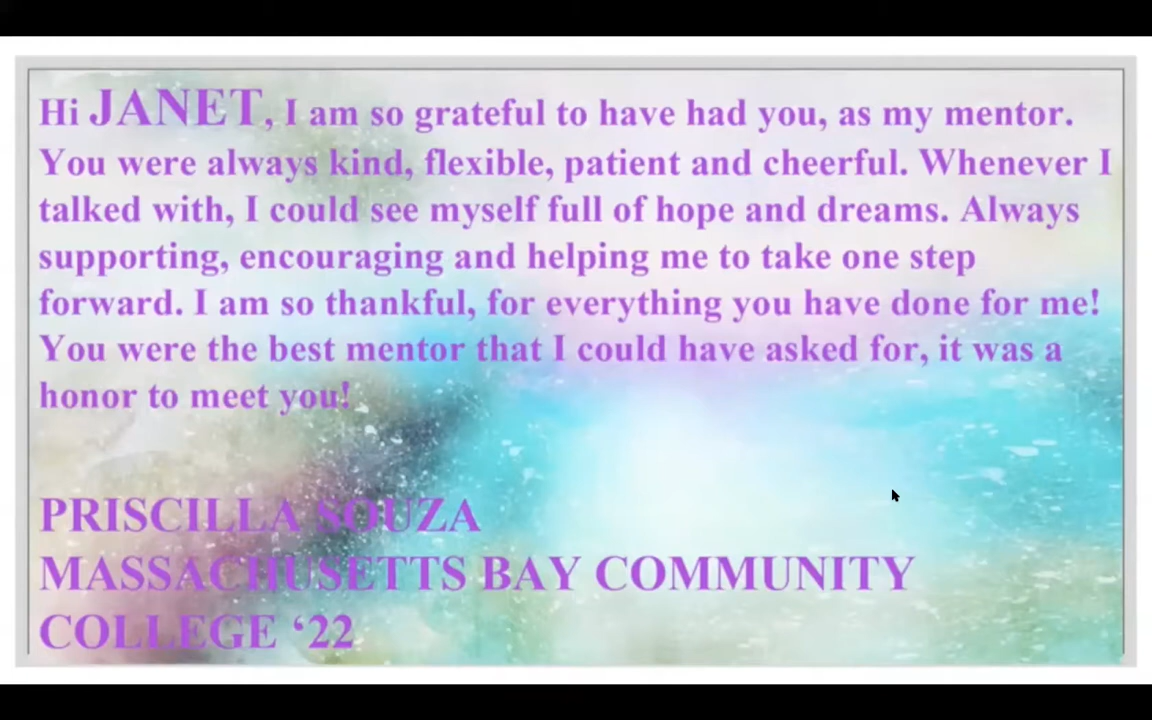 Hi JANET, I am so grateful to have had you, as my mentor.
You were always kind, flexible, patient and cheerful. Whenever I
talked with, I could see myself full of hope and dreams. Always
supporting, encouraging and helping me to take one step
forward. I am so thankful, for everything you have done for me!
You were the best mentor that I could have asked for, it was a
honor to meet you!
PRISCILLA SOUZA
MASSACHUSETTS BAY COMMUNITY
COLLEGE ‘22